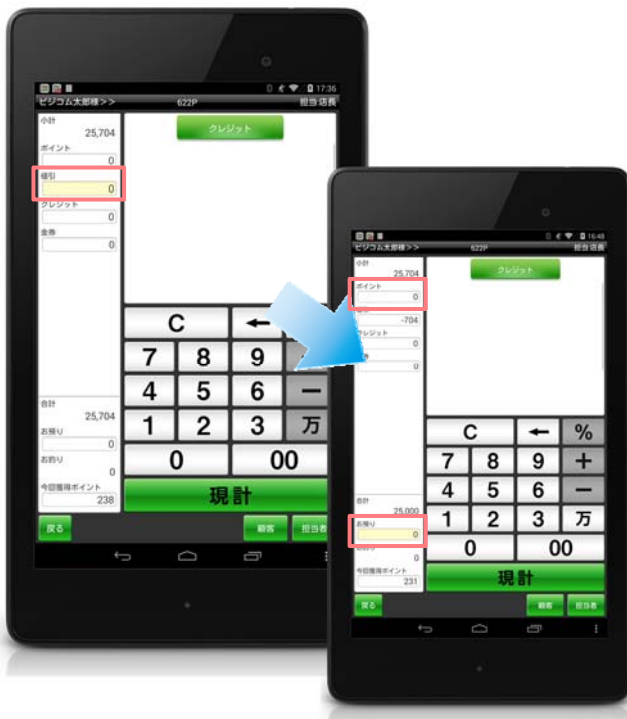 17:36
ビジコム太郎様>> 622P 担当:店長
小計
25,704
ポイント
0
値引
0
クレジット
0
金券
0
クレジット
C ←
7 8 9
4 5 6 −
1 2 3 万
0 00
現計
合計
25,704
お預り
0
お釣り
0
今回獲得ポイント
238
戻る 顧客 担当者
16:48
ビジコム太郎様>> 622P 担当:店長
小計
25,704
ポイント
0
-704
クレジット
0
0
クレジット
C ← %
7 8 9 +
4 5 6 −
1 2 3 万
0 00
現計
合計
25,000
お預り
0
お釣り
0
今回獲得ポイント
231
戻る 顧客 担当者